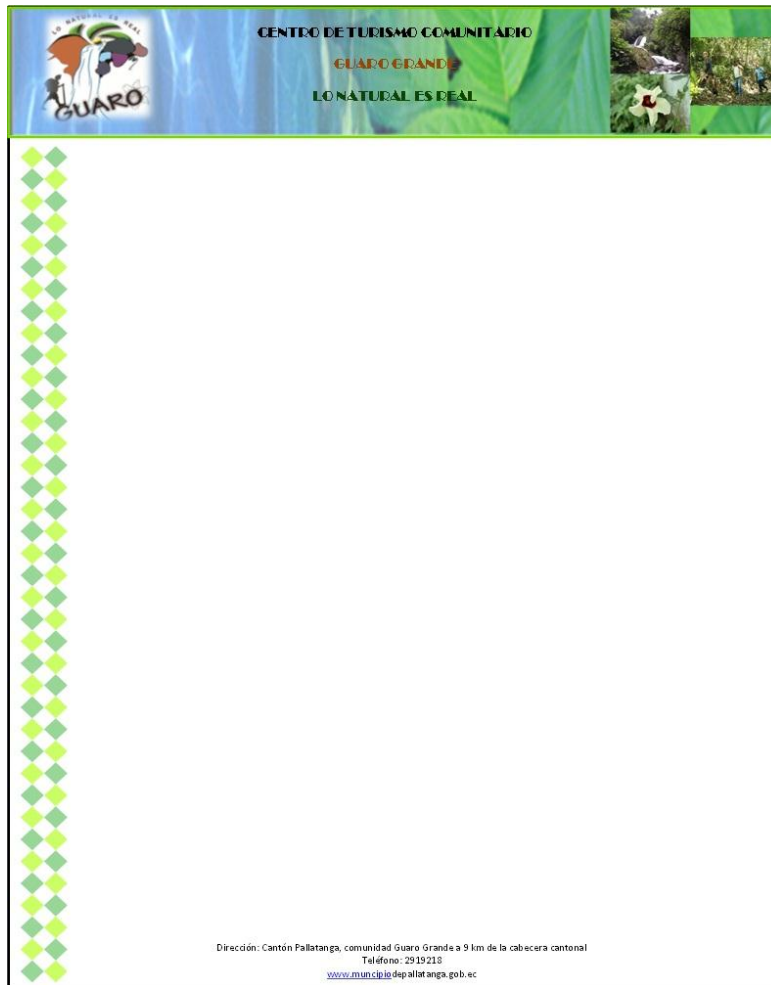 LO NATURAL ES REAL
GUARO
CENTRO DE TURISMO COMUNITARIO
GUARO GRANDE
LO NATURAL ES REAL
Dirección: Cantón Pallatanga, comunidad Guaro Grande a 9 km de la cabecera cantonal
Teléfono: 2919218
www.muncipiodepallatanga.gob.ec